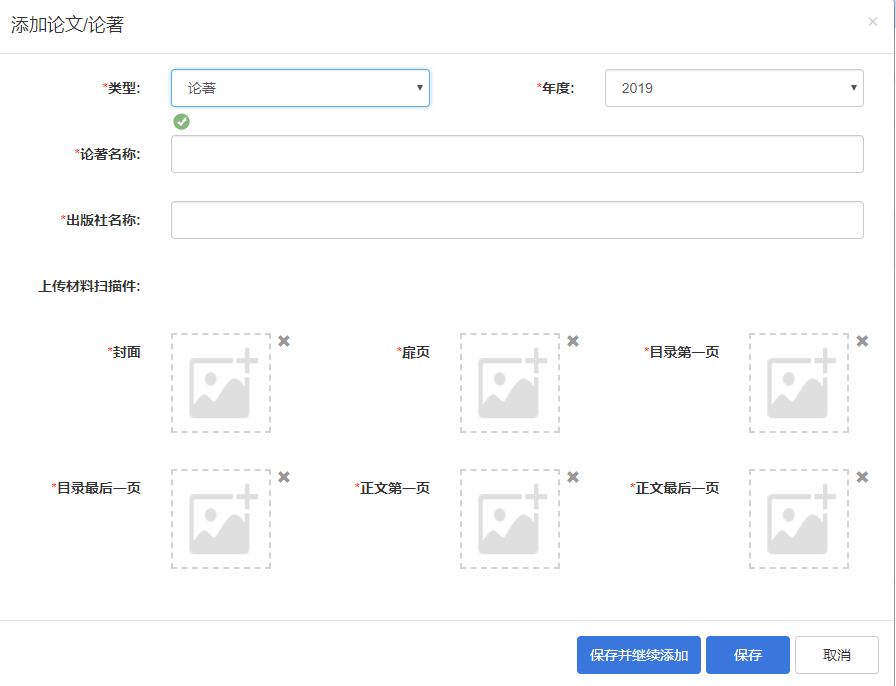 添加论文/论著 ×
*类型: 论著 *年度: 2019
*论著名称:
*出版社名称:
上传材料扫描件:
*封面 *扉页 *目录第一页
*目录最后一页 *正文第一页 *正文最后一页
保存并继续添加 保存 取消